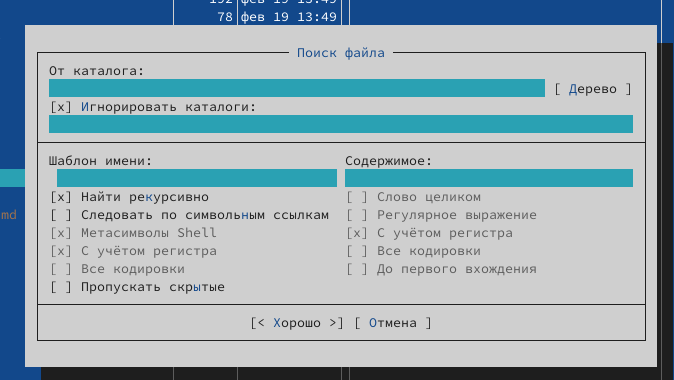 192 фев 19 13:49
78 фев 19 13:49
Поиск файла
От каталога:
[ Дерево ]
[x] Игнорировать каталоги:
Шаблон имени: Содержимое:
[x] Найти рекурсивно [ ] Слово целиком
[ ] Следовать по символьным ссылкам [ ] Регулярное выражение
md [x] Метасимволы Shell [x] С учётом регистра
[x] С учётом регистра [ ] Все кодировки
[ ] Все кодировки [ ] До первого вхождения
[ ] Пропускать скрытые
[< Хорошо >] [ Отмена ]